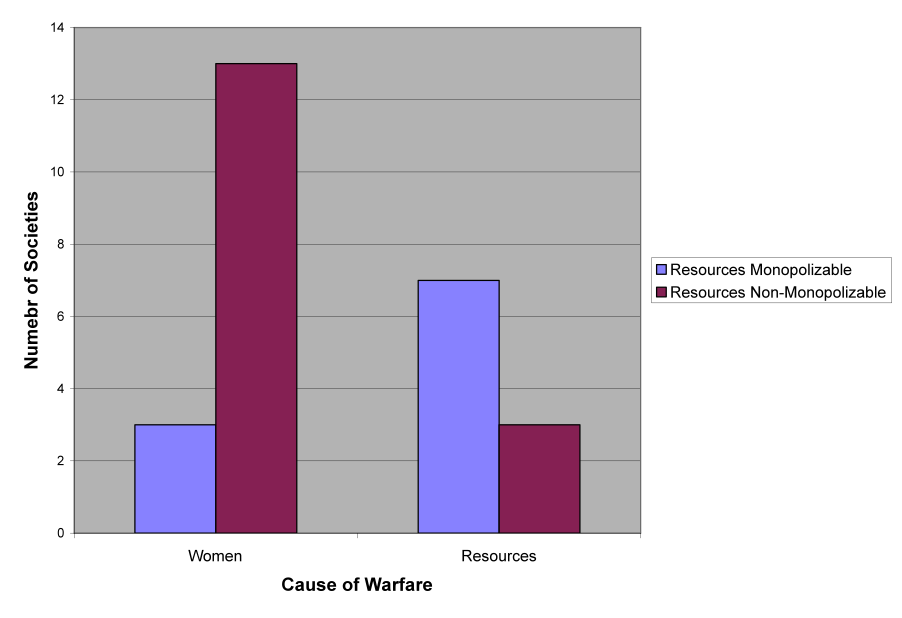 14
12
10
8
6
4
2
0
Numebr of Societies
Women
Resources
Cause of Warfare
Resources Monopolizable
Resources Non-Monopolizable